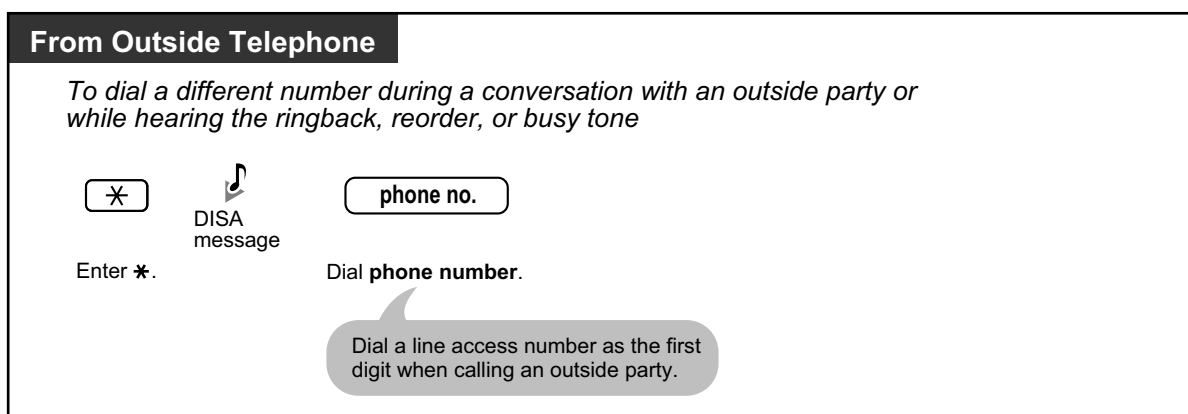 From Outside Telephone
To dial a different number during a conversation with an outside party or
while hearing the ringback, reorder, or busy tone
*
phone no.
DISA
message
Enter *.
Dial phone number.
Dial a line access number as the first
digit when calling an outside party.